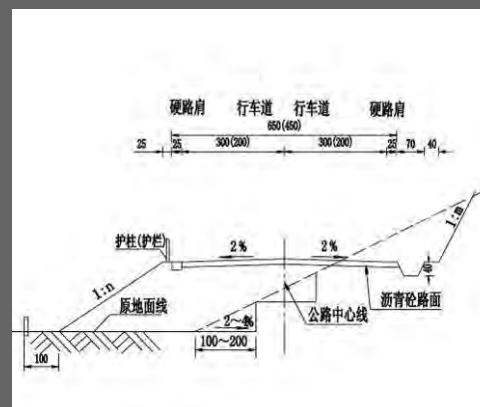 硬路肩 行车道 行车道 硬路肩
650(450)
25 25 300(200) 300(200) 25 70 40
1:m
护柱(护栏)
2% 2%
1:n
40
原地面线
沥青砼路面
2～4%
公路中心线
100～200
100